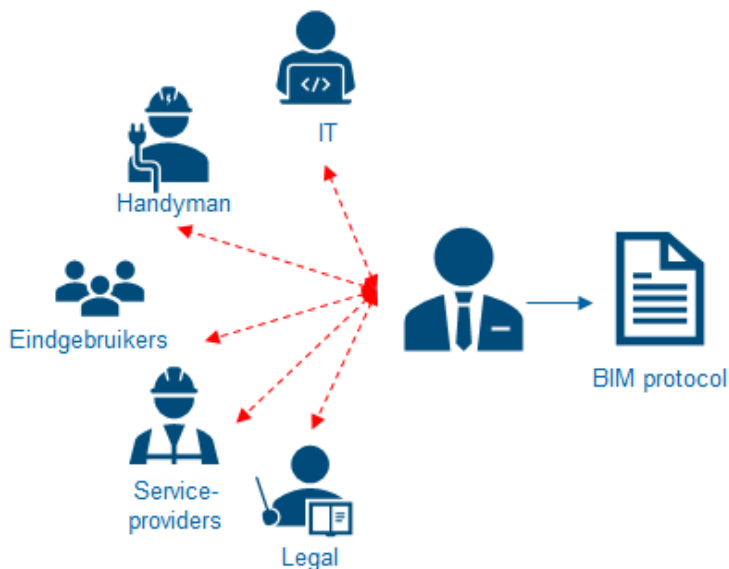 </>
IT
Handyman
Eindgebruikers
BIM protocol
Service-
providers
Legal